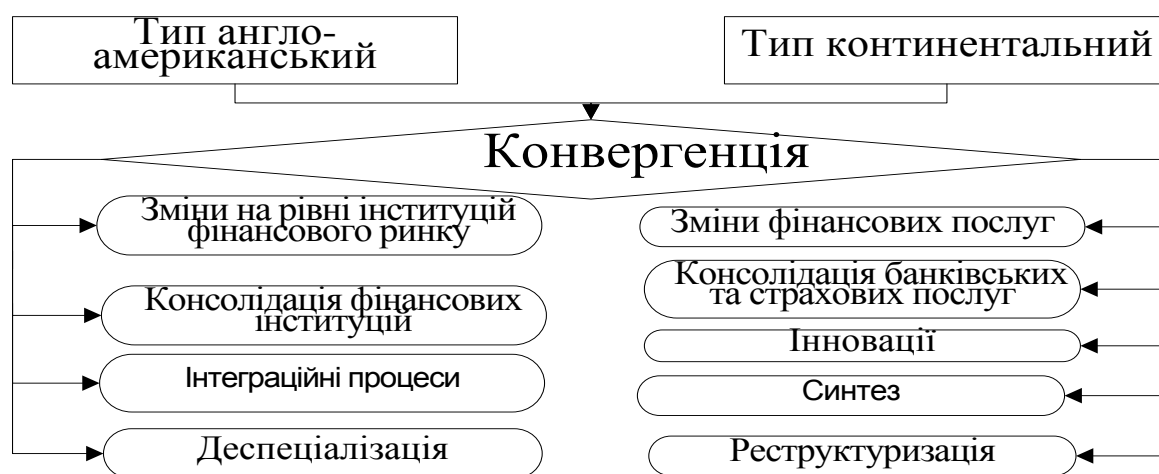 Тип англо-
американський
Тип континентальний
Конвергенція
Зміни на рівні інституцій
фінансового ринку
Консолідація фінансових
інституцій
Інтеграційні процеси
Деспеціалізація
Зміни фінансових послуг
Консолідація банківських
та страхових послуг
Інновації
Синтез
Реструктуризація